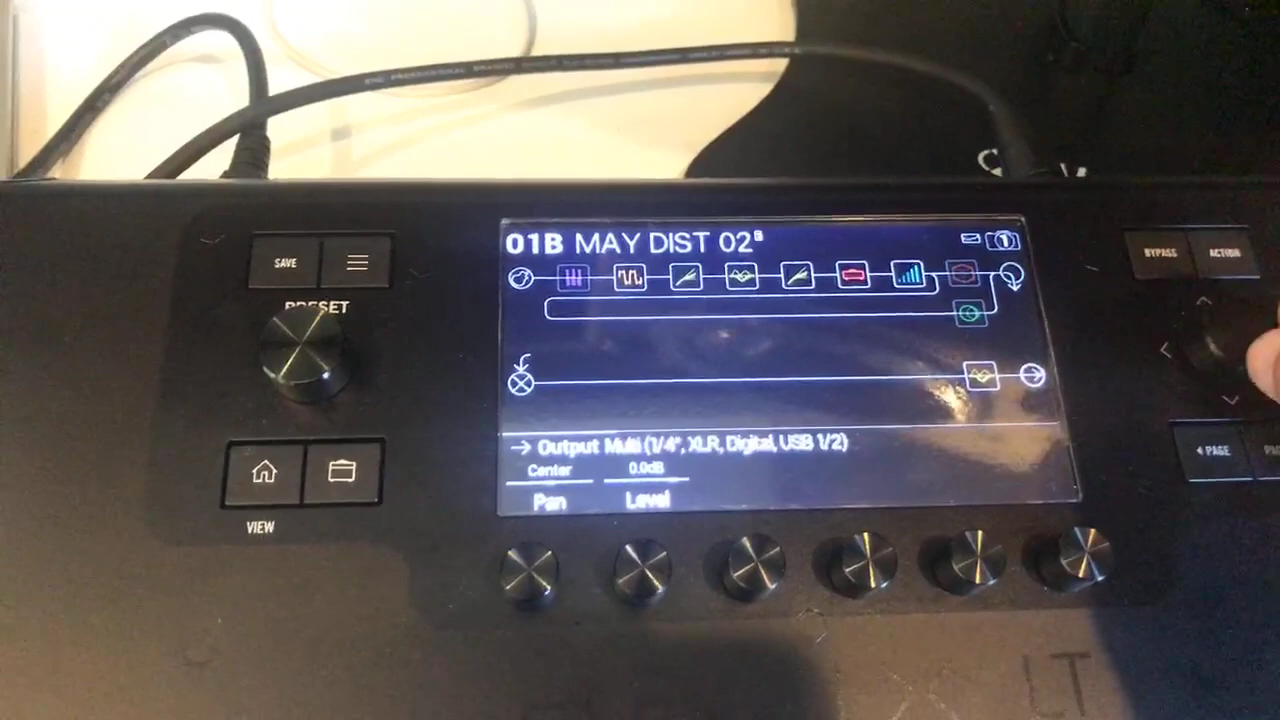 SAVE
PRESET
VIEW
01B MAY DIST 02
1
Output Multi (1/4", XLR, Digital, USB 1/2)
Center 0.0dB
Pan Level
BYPASS ACTION
PAGE
LT